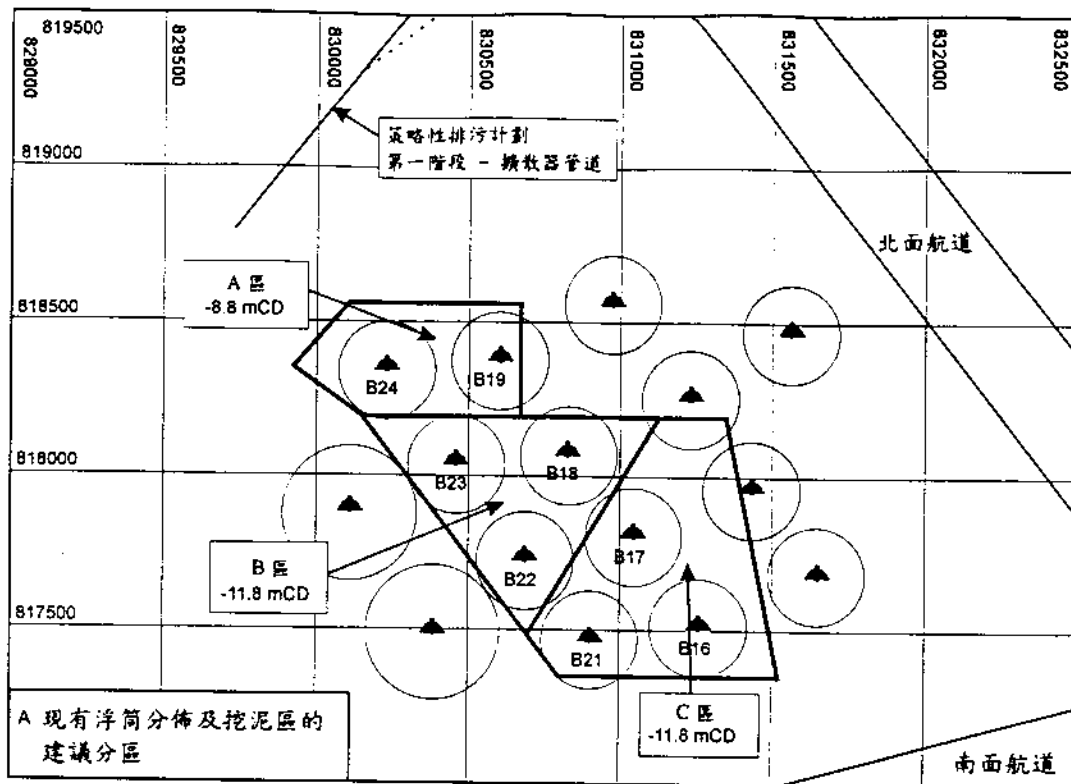 819500
829000
829500
830000
830500
831000
831500
832000
832500
策略性排污計劃
第一階段 - 擴散器管道
819000
北面航道
A 區
-8.8 mCD
818500
B24
B19
818000
B23
B18
B17
B 區
-11.8 mCD
B22
817500
B21
B16
C 區
-11.8 mCD
A 現有浮筒分佈及挖泥區的
建議分區
南面航道